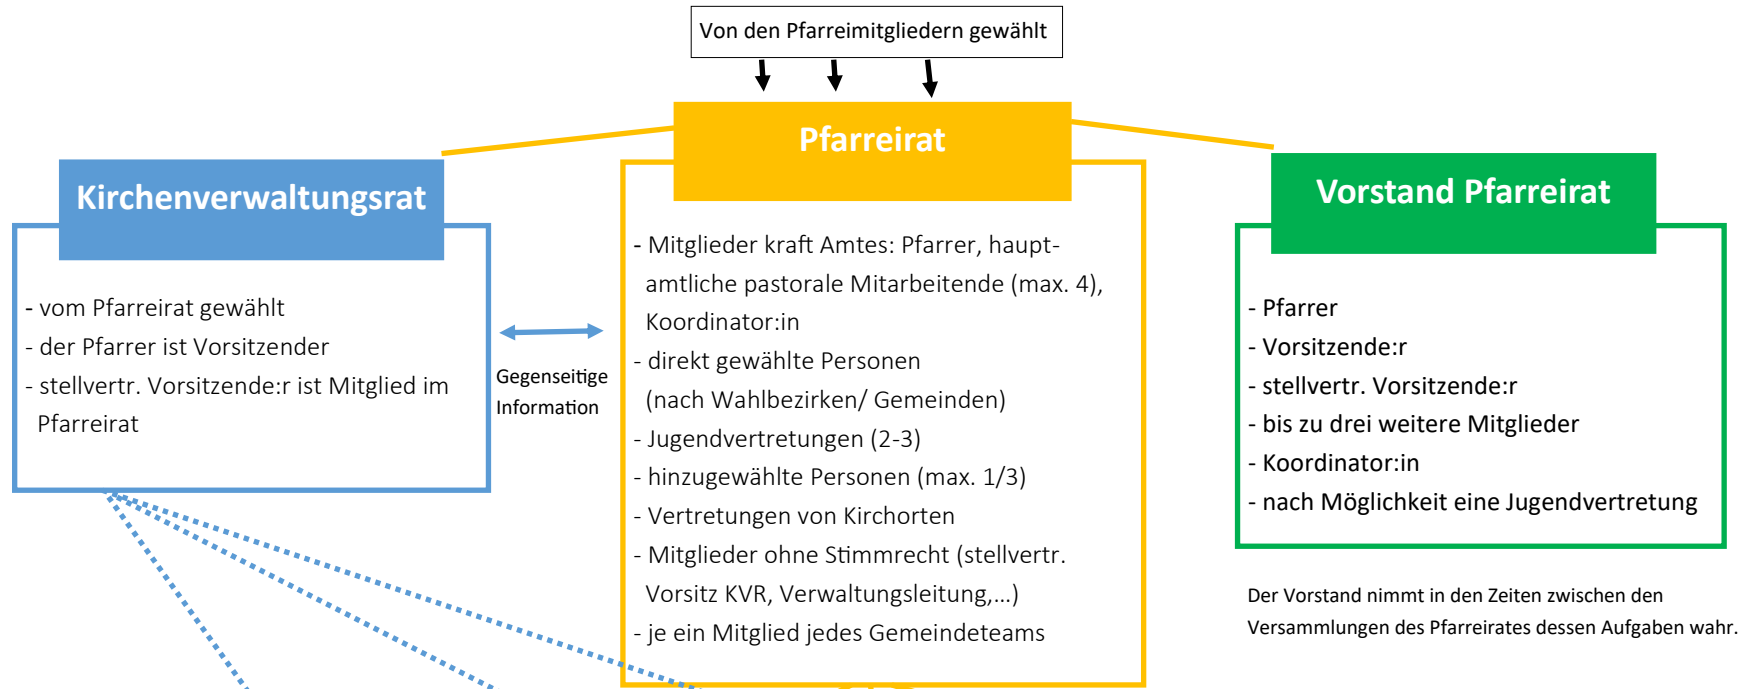 Von den Pfarreimitgliedern gewählt
Pfarreirat
Kirchenverwaltungsrat
Vorstand Pfarreirat
- vom Pfarreirat gewählt
- der Pfarrer ist Vorsitzender
- stellvertr. Vorsitzende:r ist Mitglied im
Pfarreirat
Gegenseitige
Information
- Mitglieder kraft Amtes: Pfarrer, haupt-
amtliche pastorale Mitarbeitende (max. 4),
Koordinator:in
- direkt gewählte Personen
(nach Wahlbezirken/ Gemeinden)
- Jugendvertretungen (2-3)
- hinzugewählte Personen (max. 1/3)
- Vertretungen von Kirchorten
- Mitglieder ohne Stimmrecht (stellvertr.
Vorsitz KVR, Verwaltungsleitung,...)
- je ein Mitglied jedes Gemeindeteams
- Pfarrer
- Vorsitzende:r
- stellvertr. Vorsitzende:r
- bis zu drei weitere Mitglieder
- Koordinator:in
- nach Möglichkeit eine Jugendvertretung
Der Vorstand nimmt in den Zeiten zwischen den
Versammlungen des Pfarreirates dessen Aufgaben wahr.